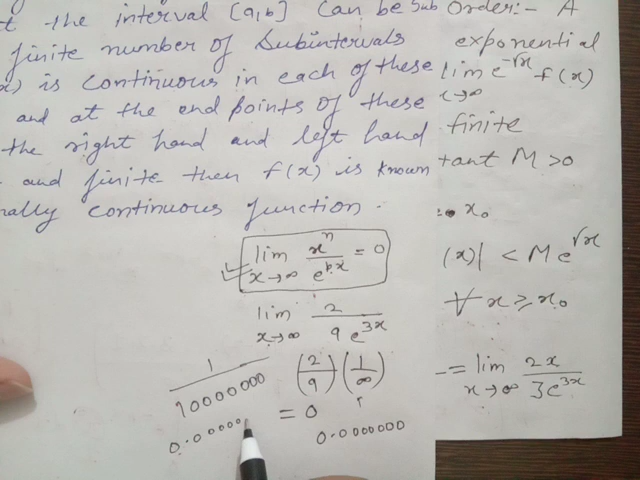 t the interval [a,b] can be sub
finite number of subintervals
x) is continuous in each of these
and at the end points of these
the right hand and left hand
and finite then f(x) is known
nally continuous function.
lim x→∞ x^n / e^{kx} = 0
lim x→∞ 2 / 9e^{3x}
(2/9) (1/∞)
= 0
0.0000000
1 / 10000000
0.00000
Order:- A
exponential
lim x→∞ e^{-rx} f(x)
finite
tant M>0
x₀
(x)| < M e^{rx}
∀ x ≥ x₀
= lim x→∞ 2x / 3e^{3x}